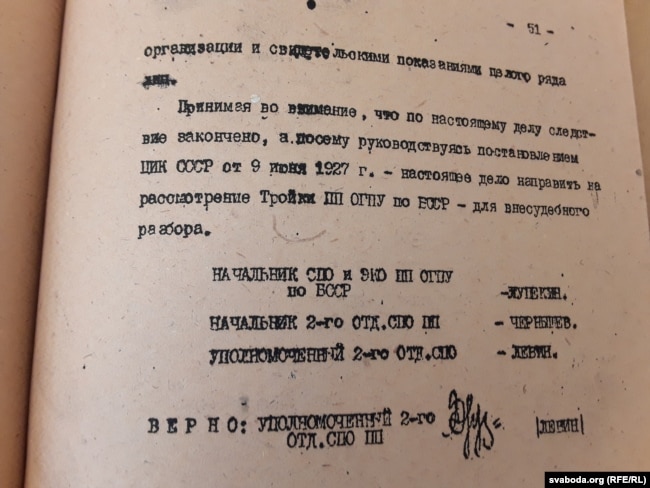 - 51 -
организации и свидетельскими показаниями целого ряда
лиц.
Принимая во внимание, что по настоящему делу следст-
вие закончено, а посему руководствуясь постановлением
ЦИК СССР от 9 июня 1927 г. - настоящее дело направить на
рассмотрение Тройки ПП ОГПУ по БССР - для внесудебного
разбора.
НАЧАЛЬНИК СПО и ЭКО ПП ОГПУ
по БССР -ЛУПЕКИН.
НАЧАЛЬНИК 2-го ОТД.СПО ПП - ЧЕРНЫШЕВ.
УПОЛНОМОЧЕННЫЙ 2-го ОТД.СПО - ЛЕВИН.
ВЕРНО: УПОЛНОМОЧЕННЫЙ 2-го
ОТД.СПО ПП |ЛЕВИН|
svaboda.org (RFE/RL)